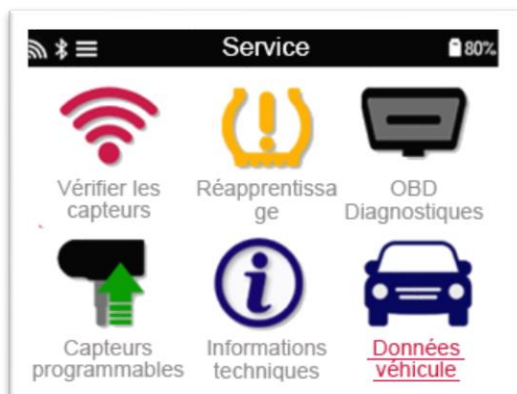 Service
80%
Vérifier les
capteurs
Réapprentissa
ge
OBD
Diagnostiques
Capteurs
programmables
Informations
techniques
Données
véhicule